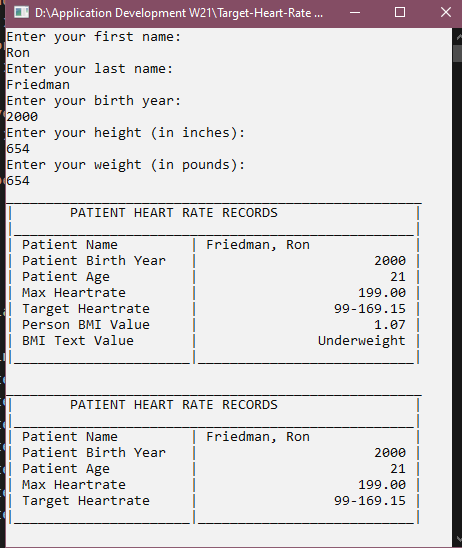 D:\Application Development W21\Target-Heart-Rate ...
Enter your first name:
Ron
Enter your last name:
Friedman
Enter your birth year:
2000
Enter your height (in inches):
654
Enter your weight (in pounds):
654
PATIENT HEART RATE RECORDS
Patient Name | Friedman, Ron
Patient Birth Year | 2000
Patient Age | 21
Max Heartrate | 199.00
Target Heartrate | 99-169.15
Person BMI Value | 1.07
BMI Text Value | Underweight
PATIENT HEART RATE RECORDS
Patient Name | Friedman, Ron
Patient Birth Year | 2000
Patient Age | 21
Max Heartrate | 199.00
Target Heartrate | 99-169.15